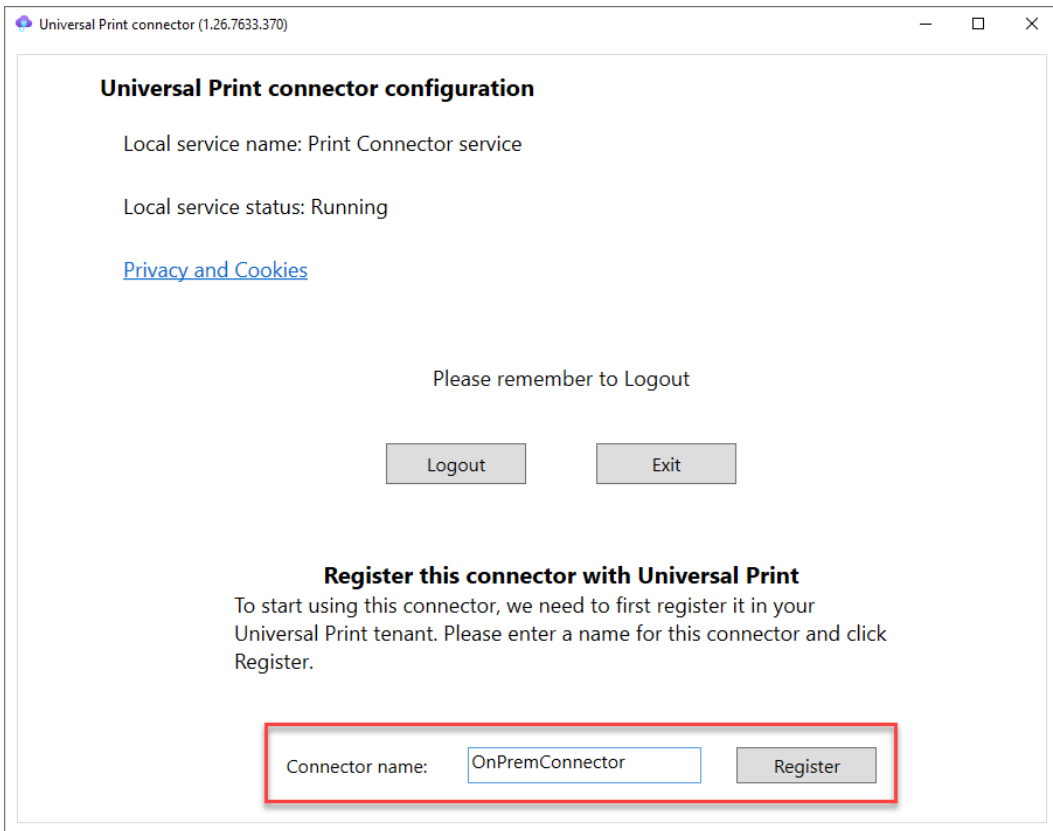 Universal Print connector (1.26.7633.370)
Universal Print connector configuration
Local service name: Print Connector service
Local service status: Running
Privacy and Cookies
Please remember to Logout
Logout Exit
Register this connector with Universal Print
To start using this connector, we need to first register it in your
Universal Print tenant. Please enter a name for this connector and click
Register.
Connector name: OnPremConnector Register